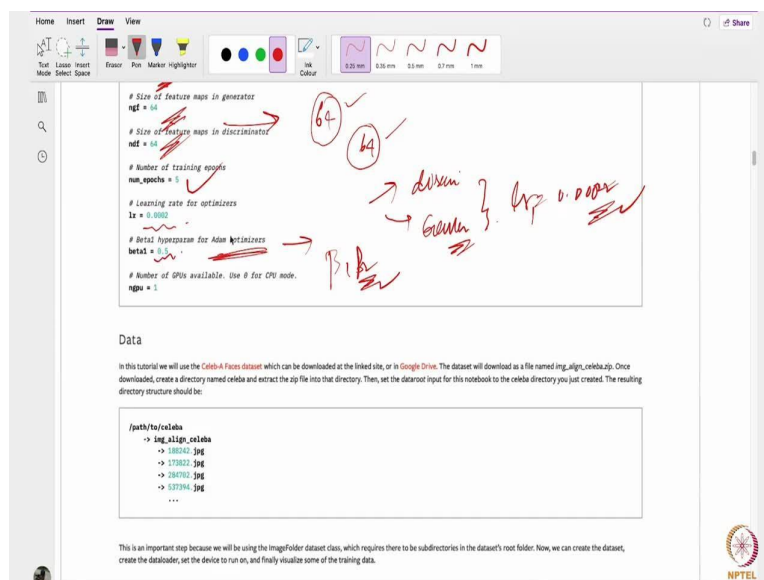 Home Insert Draw View
Share
Text Mode
Lasso Select
Insert Space
Eraser
Pen
Marker
Highlighter
Ink Colour
0.25 mm
0.35 mm
0.5 mm
0.7 mm
1 mm
# Size of feature maps in generator
ngf = 64
# Size of feature maps in discriminator
ndf = 64
# Number of training epochs
num_epochs = 5
# Learning rate for optimizers
lr = 0.0002
# Beta1 hyperparam for Adam optimizers
beta1 = 0.5
# Number of GPUs available. Use 0 for CPU mode.
ngpu = 1
64
64
lr = 0.0002
β1 β2
Data
In this tutorial we will use the Celeb-A Faces dataset which can be downloaded at the linked site, or in Google Drive. The dataset will download as a file named img_align_celeba.zip. Once
downloaded, create a directory named celeba and extract the zip file into that directory. Then, set the dataroot input for this notebook to the celeba directory you just created. The resulting
directory structure should be:
/path/to/celeba
-> img_align_celeba
-> 188242.jpg
-> 173822.jpg
-> 284702.jpg
-> 537394.jpg
...
This is an important step because we will be using the ImageFolder dataset class, which requires there to be subdirectories in the dataset's root folder. Now, we can create the dataset,
create the dataloader, set the device to run on, and finally visualize some of the training data.
NPTEL